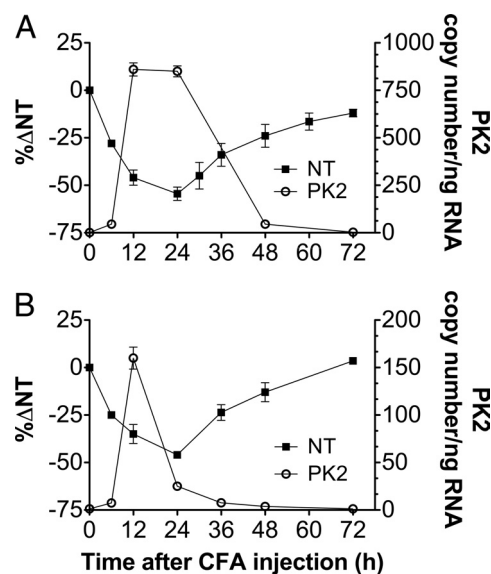 A
25
0
-25
-50
-75
%ΔNT
1000
750
500
250
0
PK2
copy number/ng RNA
NT
PK2
0 12 24 36 48 60 72
B
25
0
-25
-50
-75
%ΔNT
200
150
100
50
0
PK2
copy number/ng RNA
NT
PK2
0 12 24 36 48 60 72
Time after CFA injection (h)